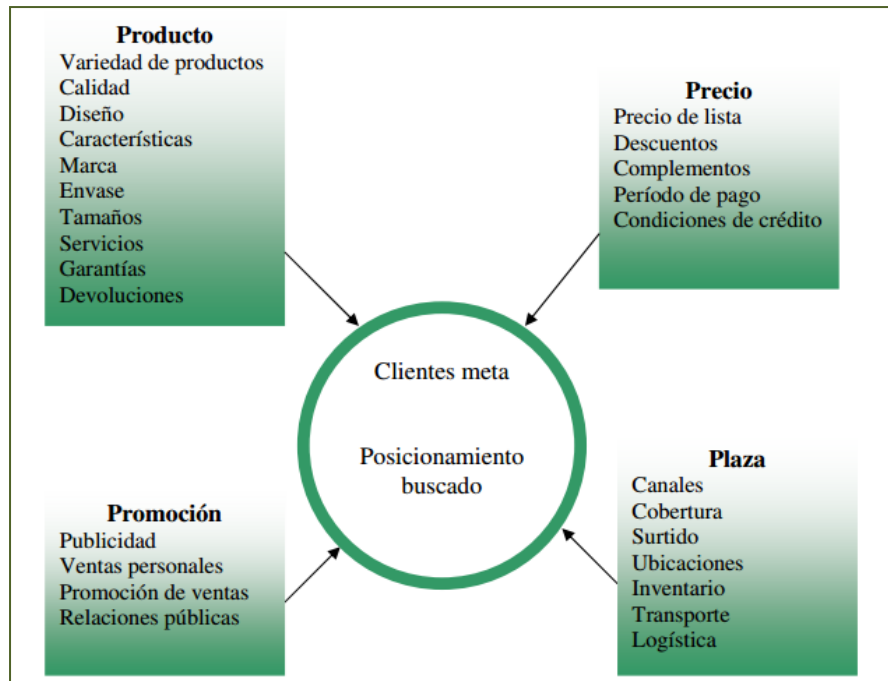 Producto
Variedad de productos
Calidad
Diseño
Características
Marca
Envase
Tamaños
Servicios
Garantías
Devoluciones
Precio
Precio de lista
Descuentos
Complementos
Período de pago
Condiciones de crédito
Clientes meta
Posicionamiento
buscado
Promoción
Publicidad
Ventas personales
Promoción de ventas
Relaciones públicas
Plaza
Canales
Cobertura
Surtido
Ubicaciones
Inventario
Transporte
Logística